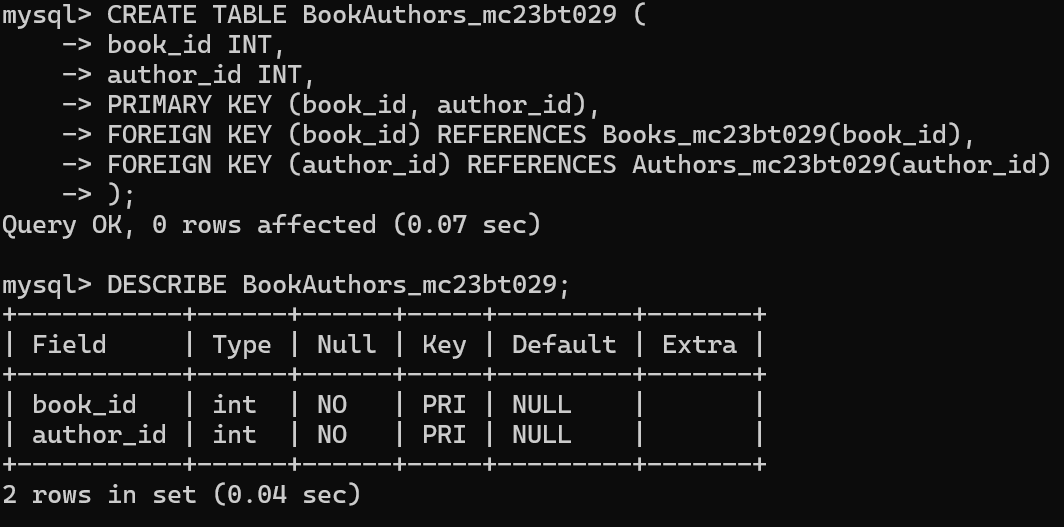 mysql> CREATE TABLE BookAuthors_mc23bt029 (
    -> book_id INT,
    -> author_id INT,
    -> PRIMARY KEY (book_id, author_id),
    -> FOREIGN KEY (book_id) REFERENCES Books_mc23bt029(book_id),
    -> FOREIGN KEY (author_id) REFERENCES Authors_mc23bt029(author_id)
    -> );
Query OK, 0 rows affected (0.07 sec)

mysql> DESCRIBE BookAuthors_mc23bt029;
+-----------+------+------+-----+---------+-------+
| Field     | Type | Null | Key | Default | Extra |
+-----------+------+------+-----+---------+-------+
| book_id   | int  | NO   | PRI | NULL    |       |
| author_id | int  | NO   | PRI | NULL    |       |
+-----------+------+------+-----+---------+-------+
2 rows in set (0.04 sec)